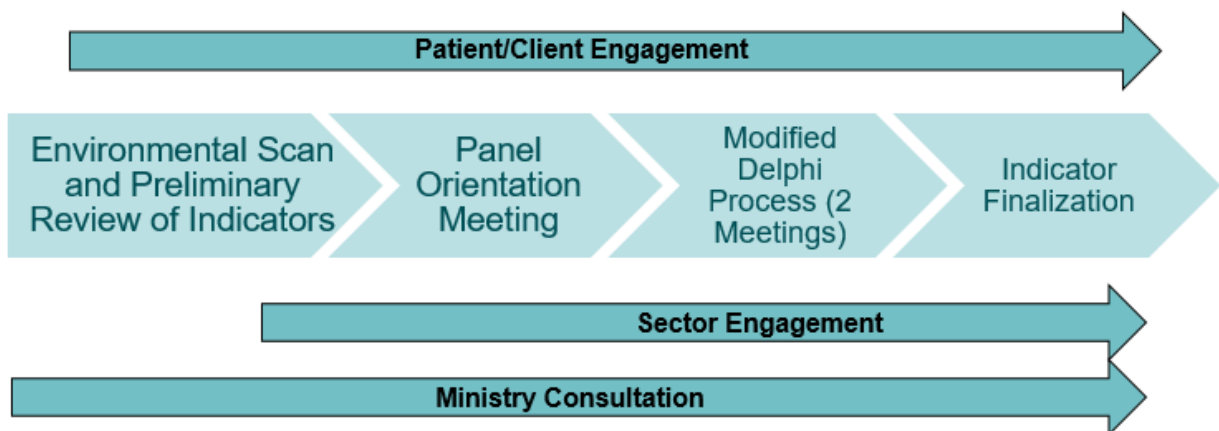 Patient/Client Engagement
Environmental Scan
and Preliminary
Review of Indicators
Panel
Orientation
Meeting
Modified
Delphi
Process (2
Meetings)
Indicator
Finalization
Sector Engagement
Ministry Consultation